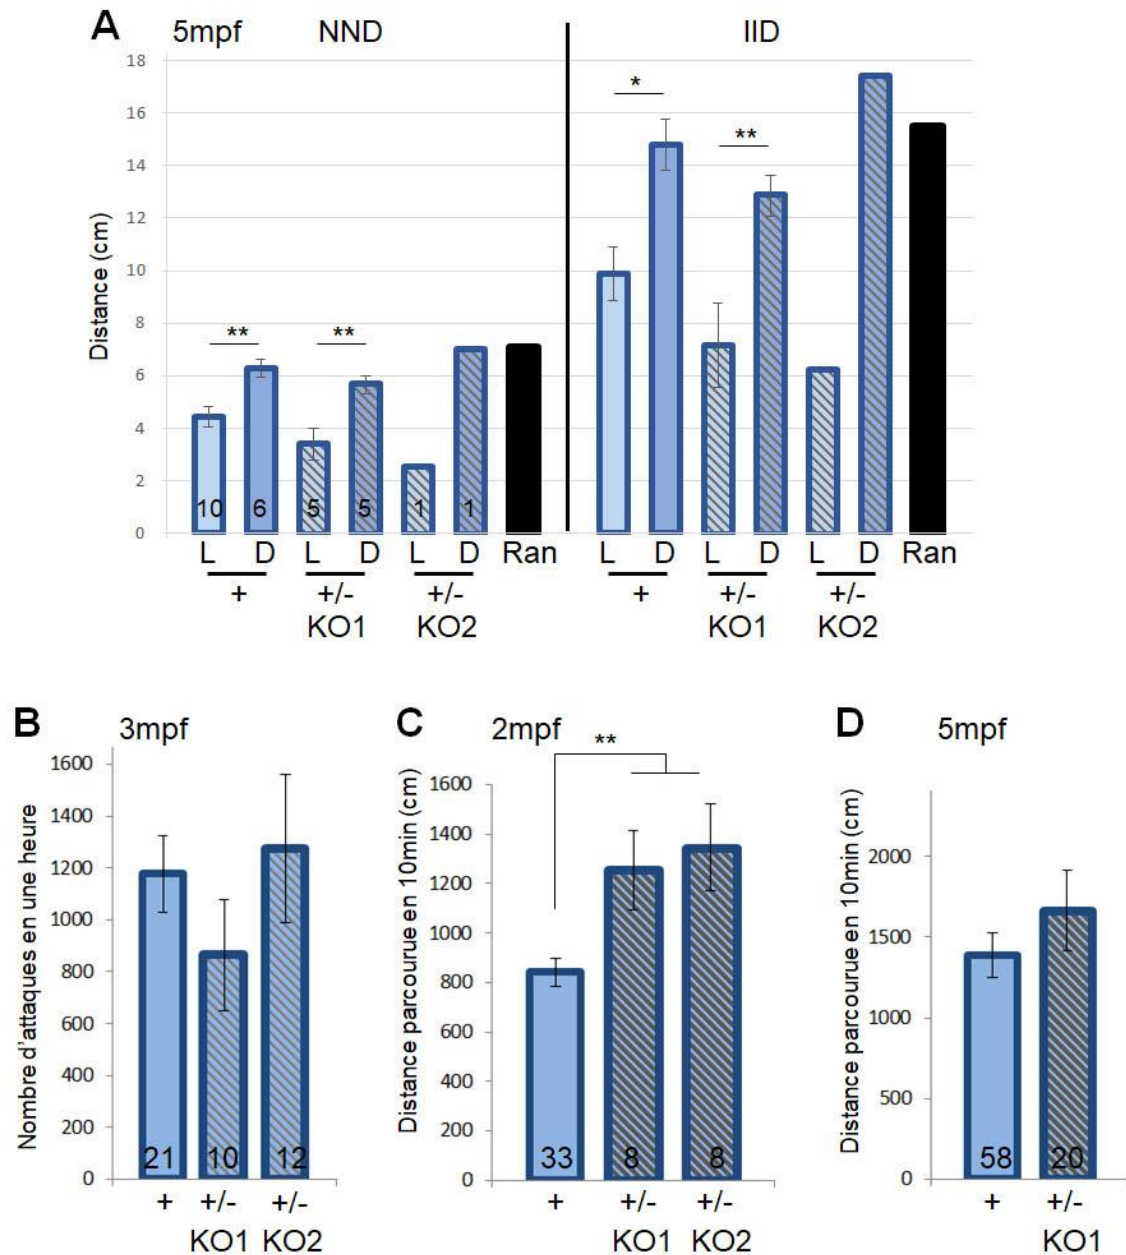 A 5mpf NND IID
Distance (cm)
18
16
14
12
10
8
6
4
2
0
** ** * **
10 6 5 5 1 1
L D L D L D Ran L D L D L D Ran
+ +/- +/- + +/- +/-
KO1 KO2 KO1 KO2
B 3mpf
Nombre d'attaques en une heure
1600
1400
1200
1000
800
600
400
200
0
21 10 12
+ +/- +/-
KO1 KO2
C 2mpf
**
Distance parcourue en 10min (cm)
1600
1400
1200
1000
800
600
400
200
0
33 8 8
+ +/- +/-
KO1 KO2
D 5mpf
Distance parcourue en 10min (cm)
2000
1500
1000
500
0
58 20
+ +/-
KO1